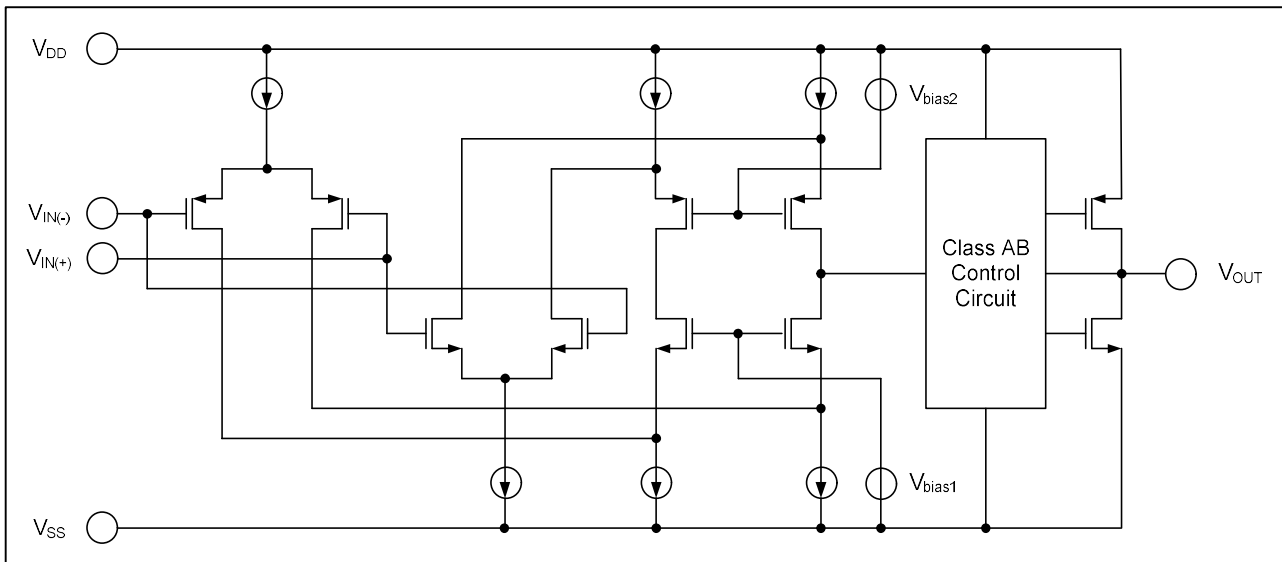 VDD
Vbias2
VIN(-)
VIN(+)
Class AB
Control
Circuit
VOUT
Vbias1
VSS